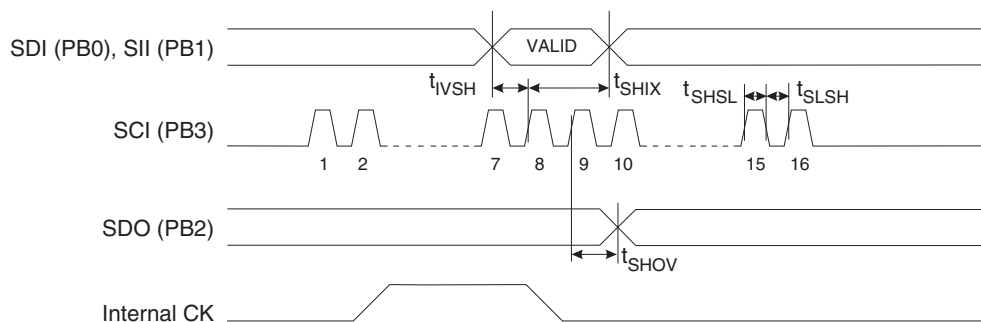 SDI (PB0), SII (PB1)
VALID
tIVSH
tSHIX
tSHSL
tSLSH
SCI (PB3)
1 2 7 8 9 10 15 16
SDO (PB2)
tSHOV
Internal CK